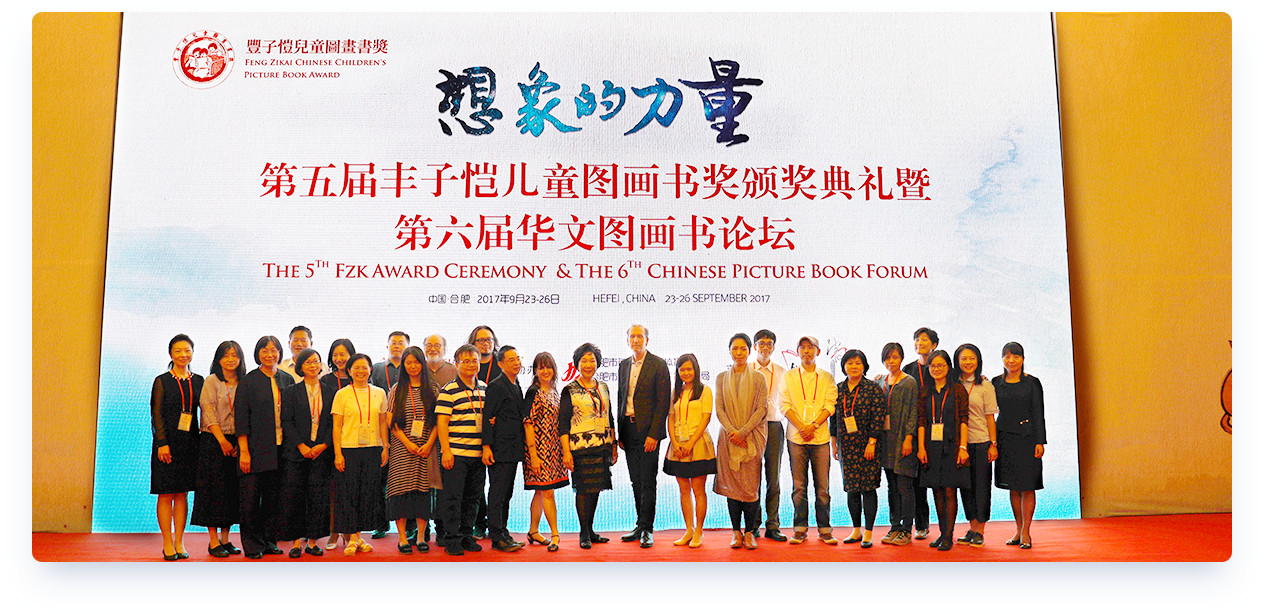 豐子愷兒童圖畫書獎
FENG ZIKAI CHINESE CHILDREN'S
PICTURE BOOK AWARD
想象的力量
第五届丰子恺儿童图画书奖颁奖典礼暨
第六届华文图画书论坛
THE 5TH FZK AWARD CEREMONY & THE 6TH CHINESE PICTURE BOOK FORUM
中国·合肥 2017年9月23-26日 HEFEI, CHINA 23-26 SEPTEMBER 2017